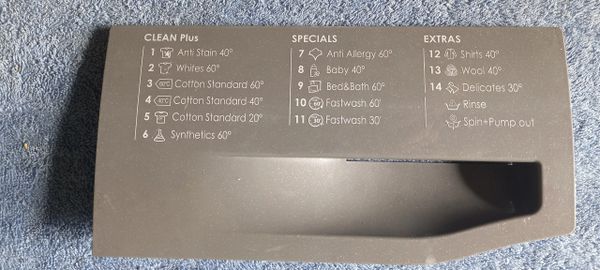 CLEAN Plus
1 Anti Stain 40°
2 Whites 60°
3 Cotton Standard 60°
4 Cotton Standard 40°
5 Cotton Standard 20°
6 Synthetics 60°
SPECIALS
7 Anti Allergy 60°
8 Baby 40°
9 Bed&Bath 60°
10 Fastwash 60'
11 Fastwash 30'
EXTRAS
12 Shirts 40°
13 Wool 40°
14 Delicates 30°
Rinse
Spin+Pump out